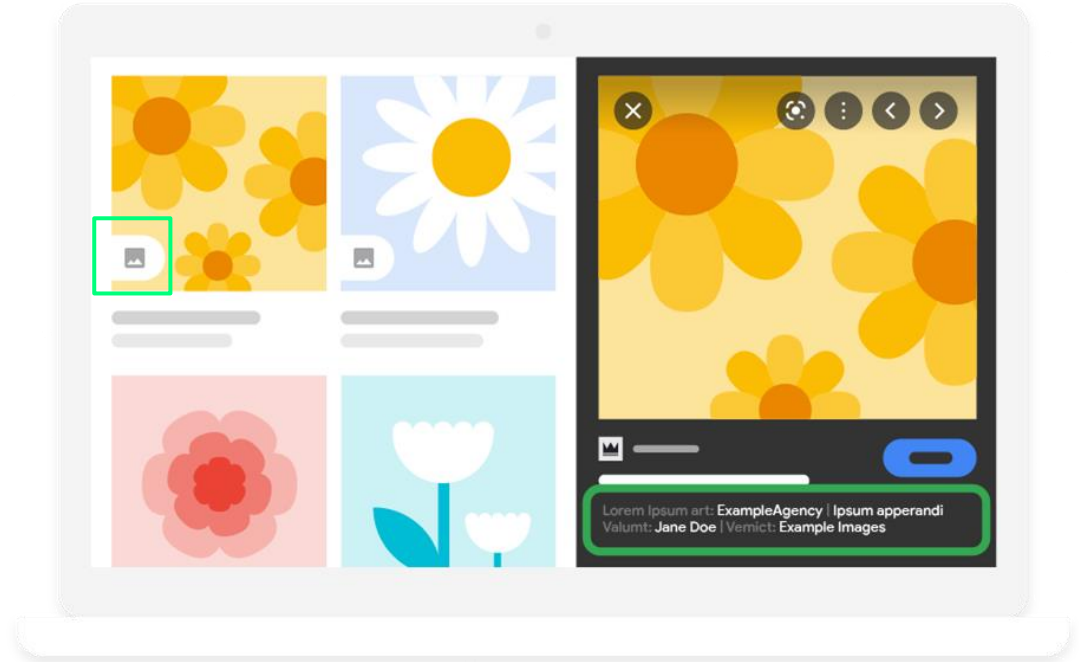 Lorem Ipsum art: ExampleAgency | Ipsum apperandi
Valumt: Jane Doe | Vemict: Example Images